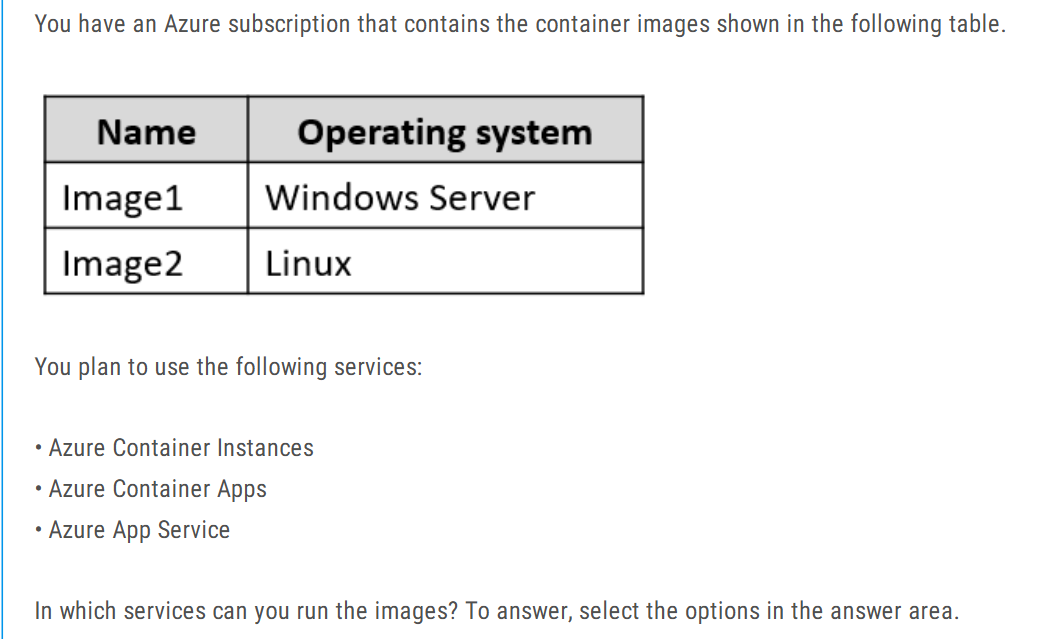 You have an Azure subscription that contains the container images shown in the following table.
Name Operating system
Image1 Windows Server
Image2 Linux
You plan to use the following services:
• Azure Container Instances
• Azure Container Apps
• Azure App Service
In which services can you run the images? To answer, select the options in the answer area.